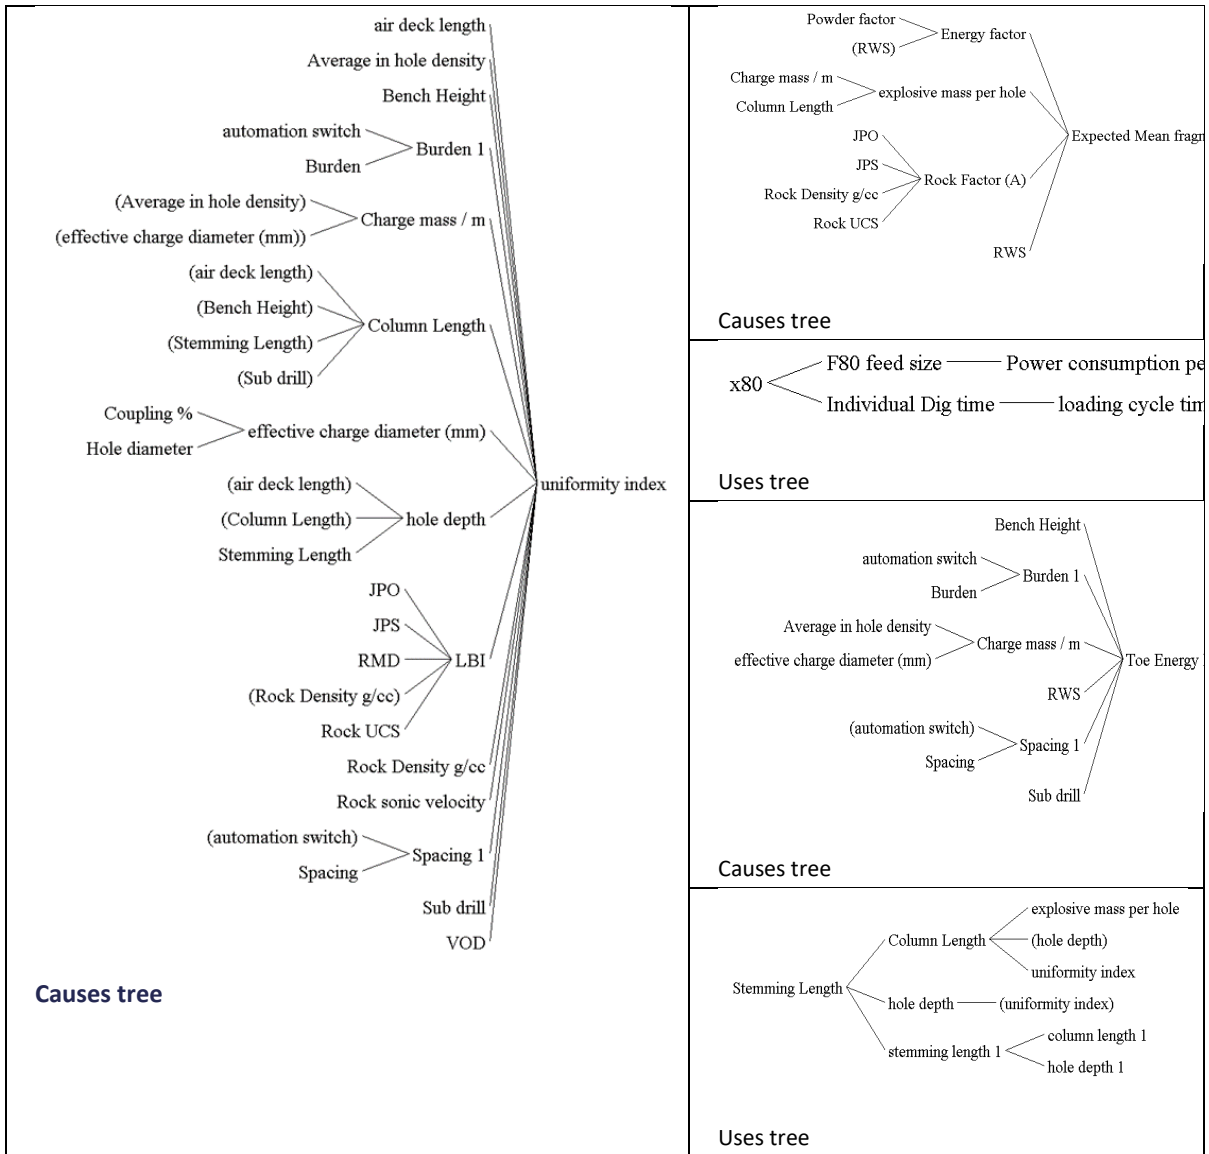 air deck length
Average in hole density
Bench Height
automation switch
Burden 1
Burden
(Average in hole density)
Charge mass / m
(effective charge diameter (mm))
(air deck length)
(Bench Height)
Column Length
(Stemming Length)
(Sub drill)
Coupling %
effective charge diameter (mm)
Hole diameter
uniformity index
(air deck length)
(Column Length)
hole depth
Stemming Length
JPO
JPS
RMD
LBI
(Rock Density g/cc)
Rock UCS
Rock Density g/cc
Rock sonic velocity
(automation switch)
Spacing 1
Spacing
Sub drill
VOD
Causes tree
Powder factor
Energy factor
(RWS)
Charge mass / m
explosive mass per hole
Column Length
JPO
Expected Mean
JPS
Rock Factor (A)
Rock Density g/cc
Rock UCS
RWS
Causes tree
F80 feed size
Power consumption
x80
Individual Dig time
loading cycle
Uses tree
Bench Height
automation switch
Burden 1
Burden
Average in hole density
Charge mass / m
effective charge diameter (mm)
Toe Energy
RWS
(automation switch)
Spacing 1
Spacing
Sub drill
Causes tree
explosive mass per hole
Column Length
(hole depth)
uniformity index
Stemming Length
hole depth
(uniformity index)
stemming length 1
column length 1
hole depth 1
Uses tree